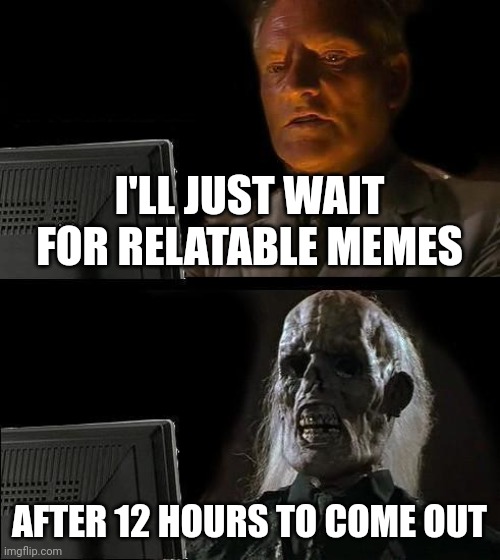 I'LL JUST WAIT
FOR RELATABLE MEMES
AFTER 12 HOURS TO COME OUT
imgflip.com